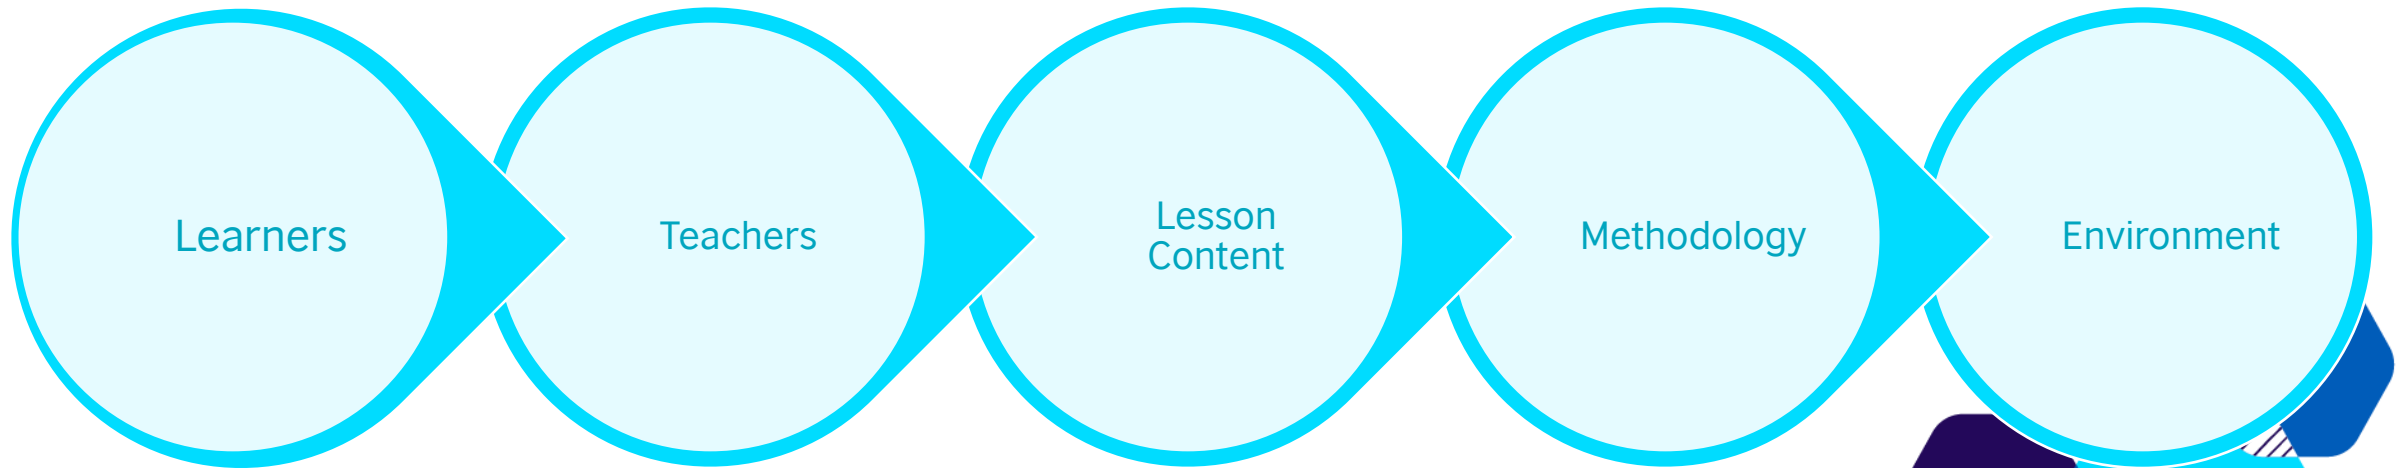 Learners
Teachers
Lesson
Content
Methodology
Environment